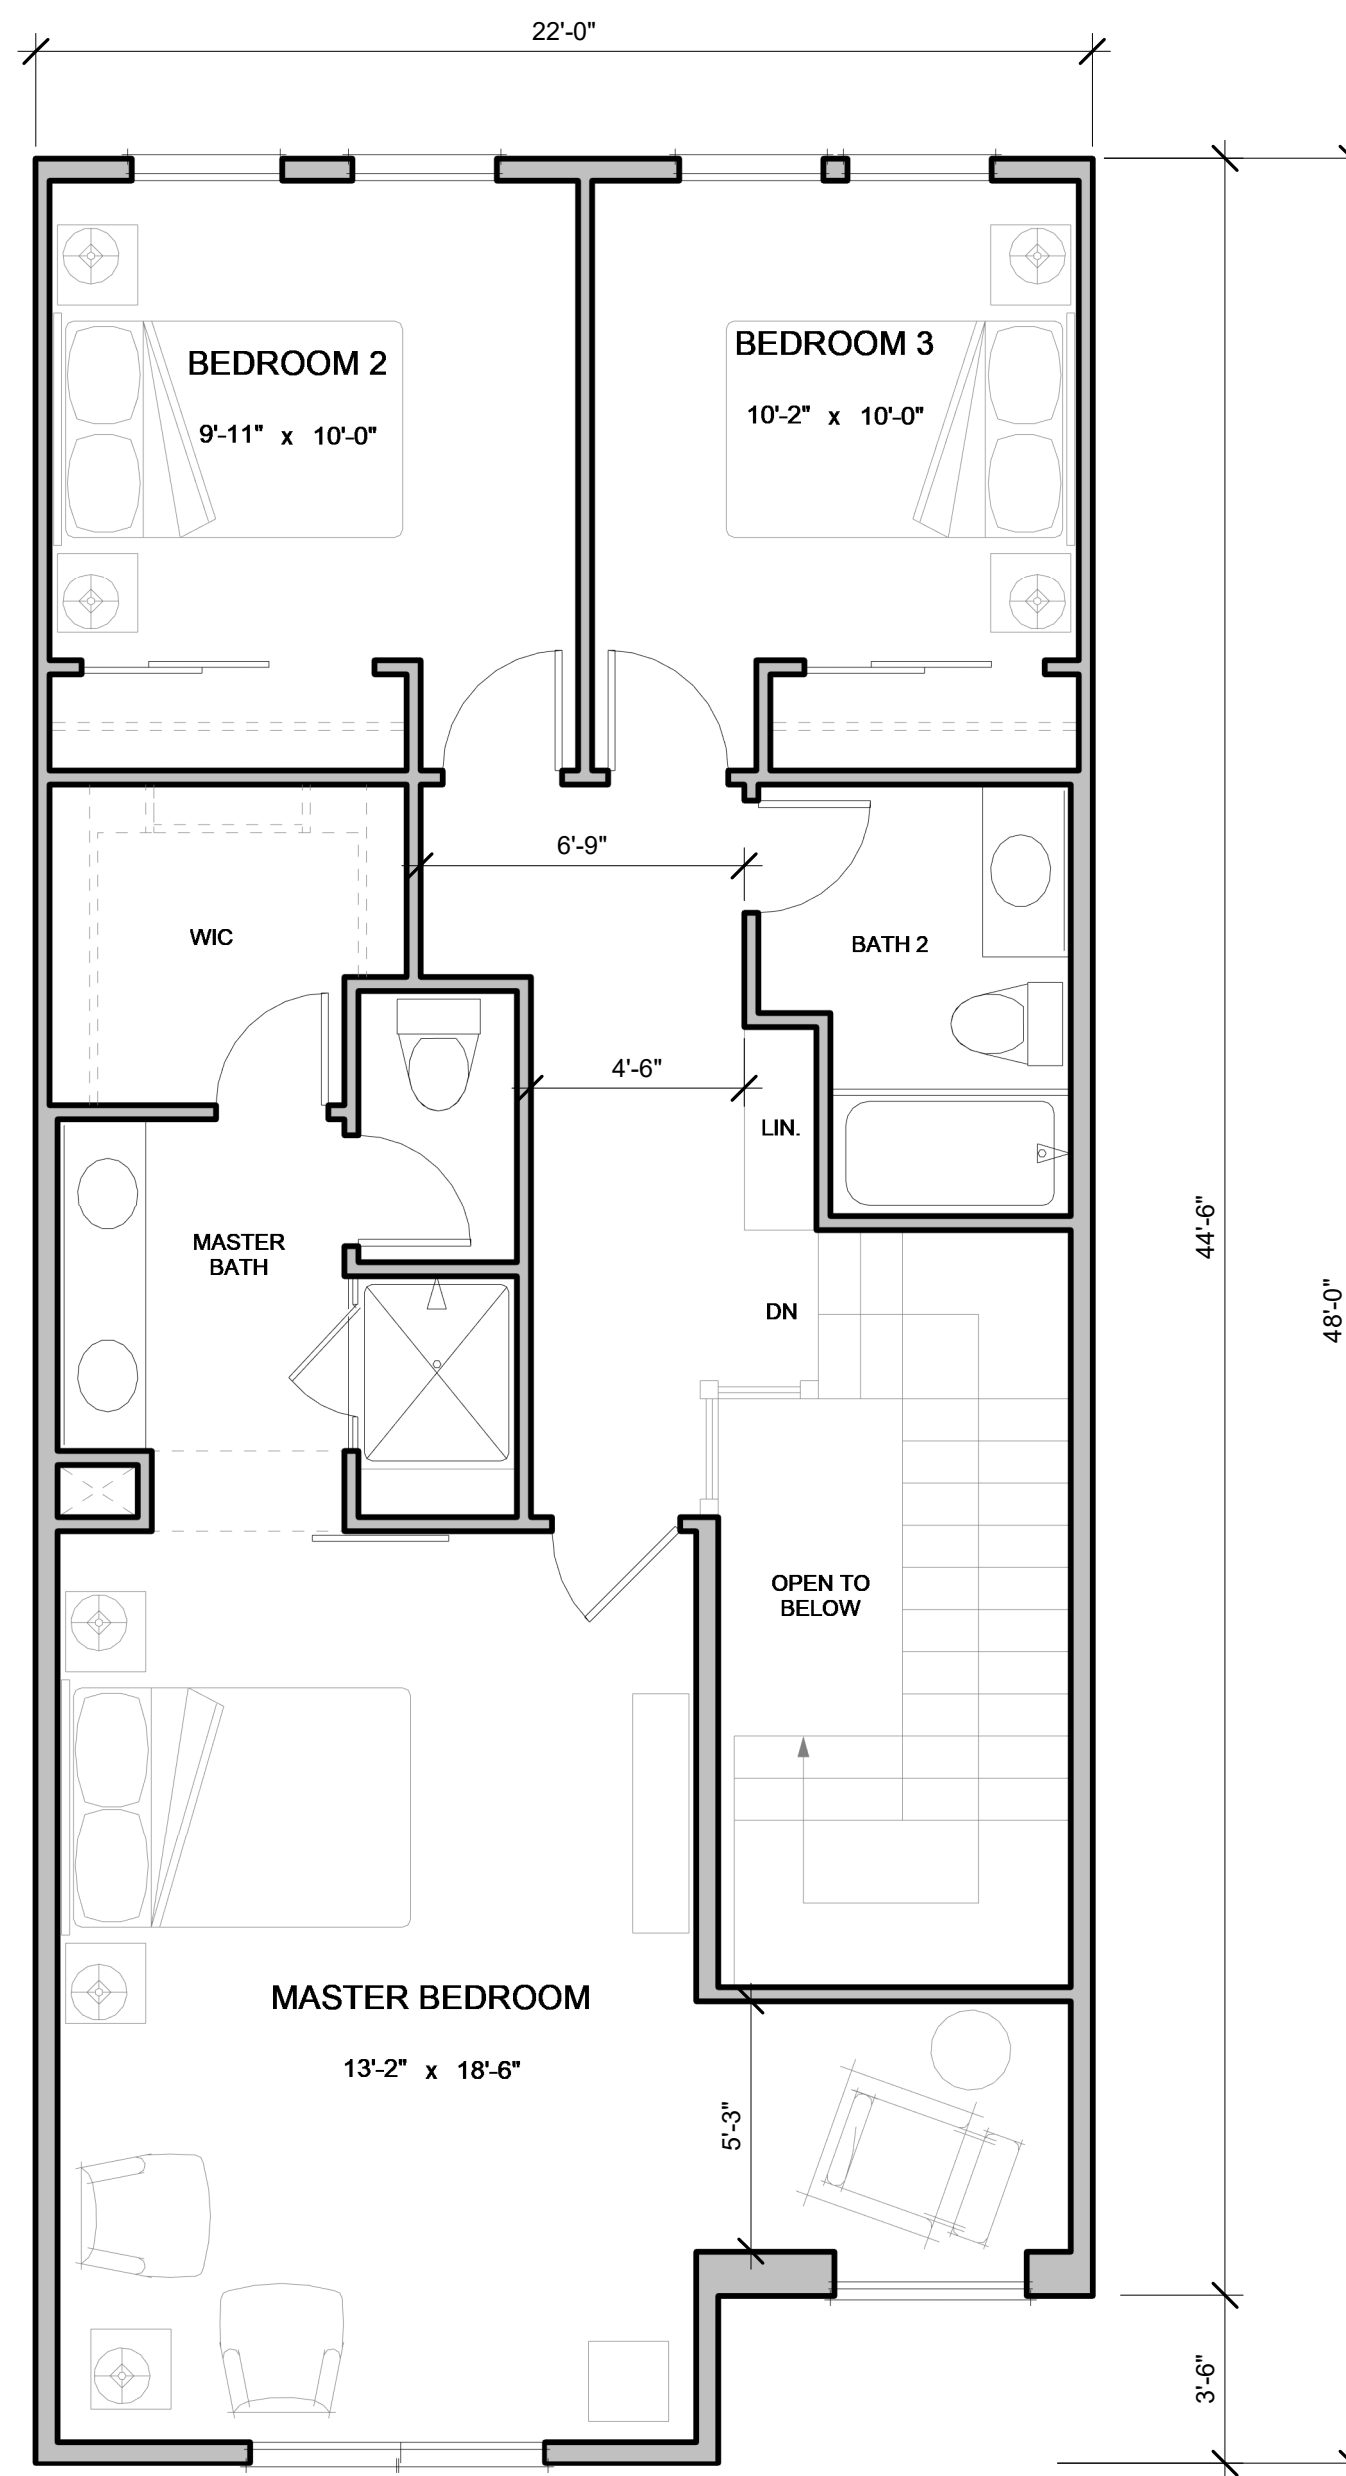 22'-0"
BEDROOM 2
9'-11" x 10'-0"
BEDROOM 3
10'-2" x 10'-0"
6'-9"
WIC
BATH 2
4'-6"
LIN.
MASTER
BATH
DN
44'-6"
48'-0"
OPEN TO
BELOW
MASTER BEDROOM
13'-2" x 18'-6"
5'-3"
3'-6"